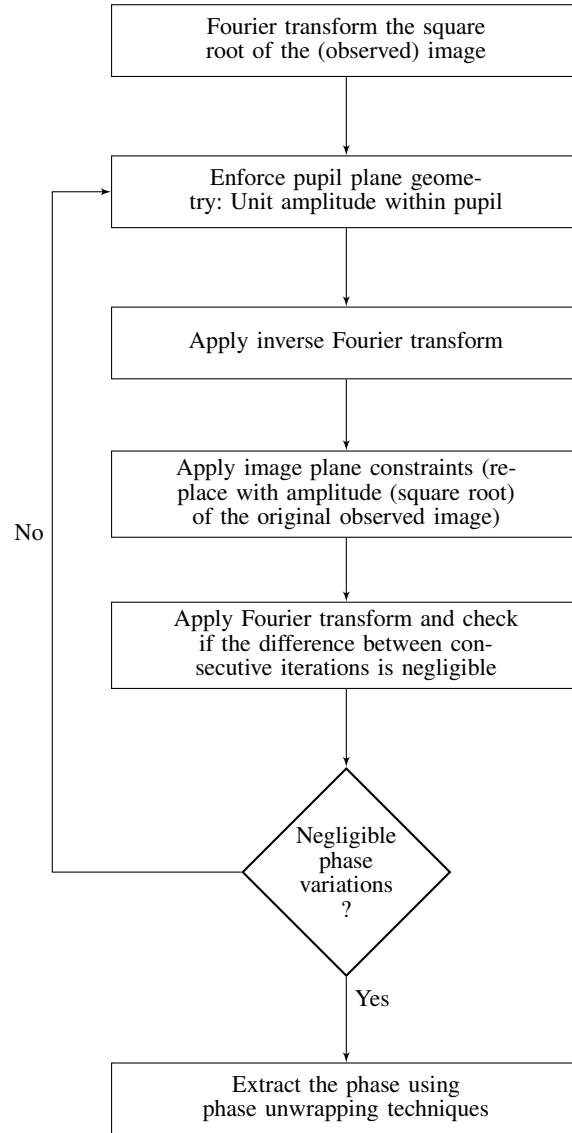 Fourier transform the square
root of the (observed) image
Enforce pupil plane geome-
try: Unit amplitude within pupil
Apply inverse Fourier transform
Apply image plane constraints (re-
place with amplitude (square root)
of the original observed image)
No
Apply Fourier transform and check
if the difference between con-
secutive iterations is negligible
Negligible
phase
variations
?
Yes
Extract the phase using
phase unwrapping techniques